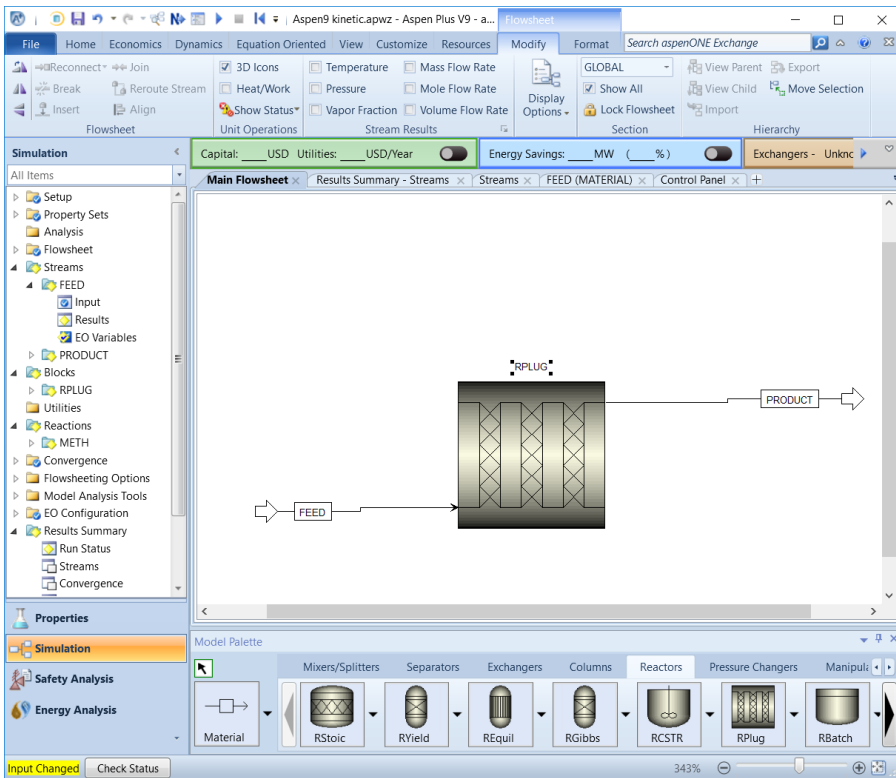 Aspen9 kinetic.apwz - Aspen Plus V9 - a...
Flowsheet
File Home Economics Dynamics Equation Oriented View Customize Resources Modify Format Search aspenONE Exchange
Reconnect Join
Break Reroute Stream
Insert Align
Flowsheet
3D Icons
Heat/Work
Show Status
Unit Operations
Temperature Mass Flow Rate
Pressure Mole Flow Rate
Vapor Fraction Volume Flow Rate
Stream Results
Display
Options
GLOBAL
Show All
Lock Flowsheet
Section
View Parent Export
View Child Move Selection
Import
Hierarchy
Simulation
All Items
Setup
Property Sets
Analysis
Flowsheet
Streams
FEED
Input
Results
EO Variables
PRODUCT
Blocks
RPLUG
Utilities
Reactions
METH
Convergence
Flowsheeting Options
Model Analysis Tools
EO Configuration
Results Summary
Run Status
Streams
Convergence
Properties
Simulation
Safety Analysis
Energy Analysis
Capital: ____USD Utilities: ____USD/Year Energy Savings: ____MW (____%) Exchangers - Unknc
Main Flowsheet Results Summary - Streams Streams FEED (MATERIAL) Control Panel
RPLUG
PRODUCT
FEED
Model Palette
Mixers/Splitters Separators Exchangers Columns Reactors Pressure Changers Manipula
Material RStoic RYield REquil RGibbs RCSTR RPlug RBatch
Input Changed Check Status 343%